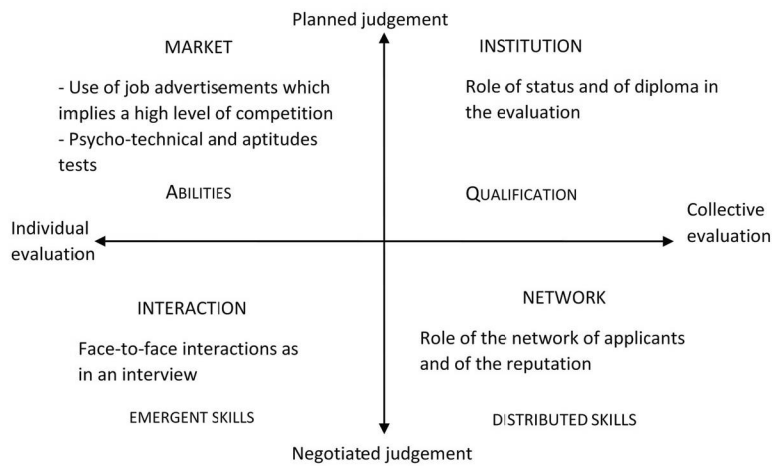 Planned judgement
MARKET
- Use of job advertisements which
implies a high level of competition
- Psycho-technical and aptitudes
tests
ABILITIES
INSTITUTION
Role of status and of diploma in
the evaluation
QUALIFICATION
Individual
evaluation
Collective
evaluation
INTERACTION
Face-to-face interactions as
in an interview
EMERGENT SKILLS
NETWORK
Role of the network of applicants
and of the reputation
DISTRIBUTED SKILLS
Negotiated judgement